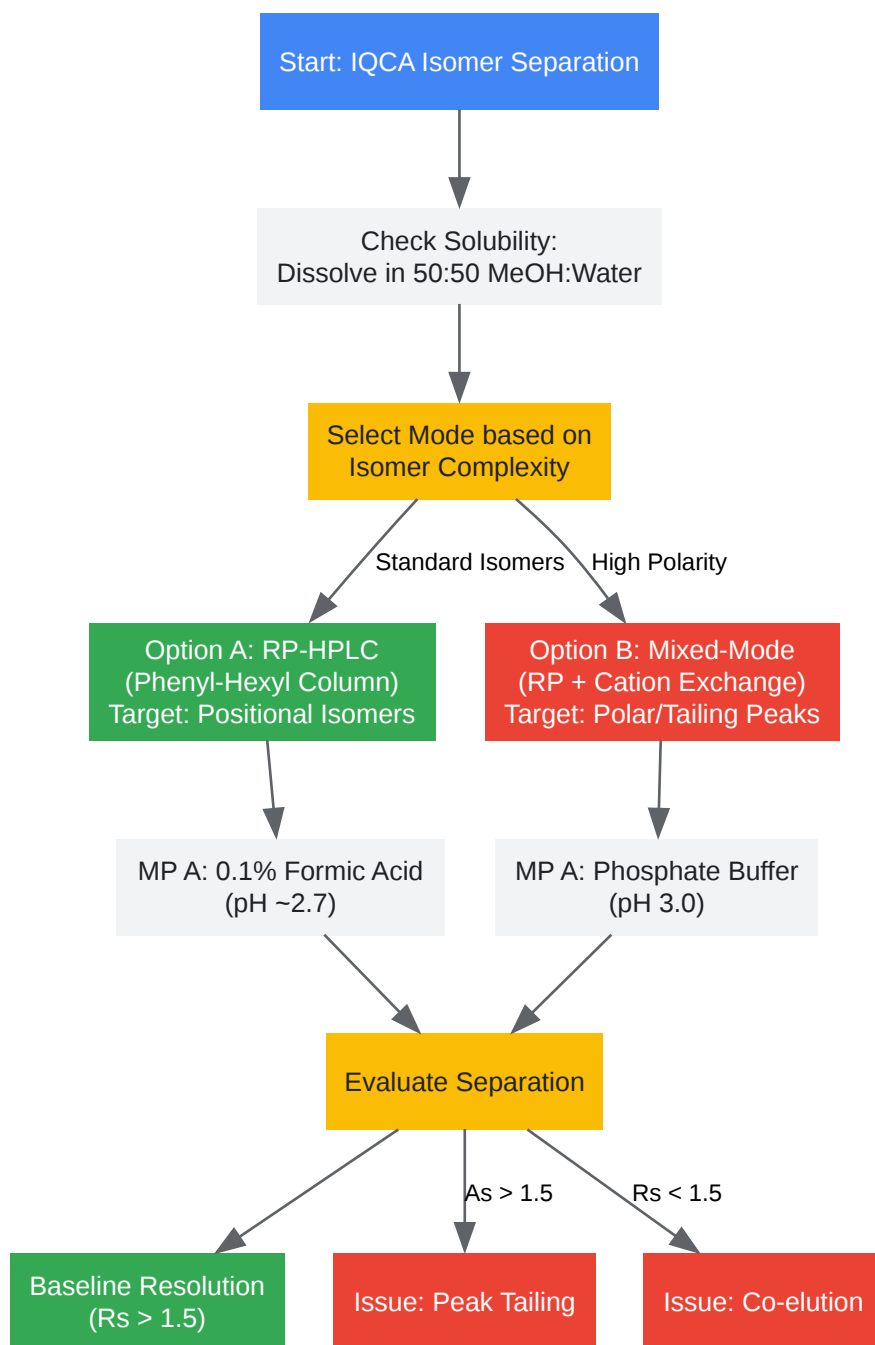 Start: IQCA Isomer Separation
Check Solubility:
Dissolve in 50:50 MeOH:Water
Select Mode based on
Isomer Complexity
Standard Isomers
High Polarity
Option A: RP-HPLC
(Phenyl-Hexyl Column)
Target: Positional Isomers
Option B: Mixed-Mode
(RP + Cation Exchange)
Target: Polar/Tailing Peaks
MP A: 0.1% Formic Acid
(pH ~2.7)
MP A: Phosphate Buffer
(pH 3.0)
Evaluate Separation
As > 1.5
Rs < 1.5
Baseline Resolution
(Rs > 1.5)
Issue: Peak Tailing
Issue: Co-elution